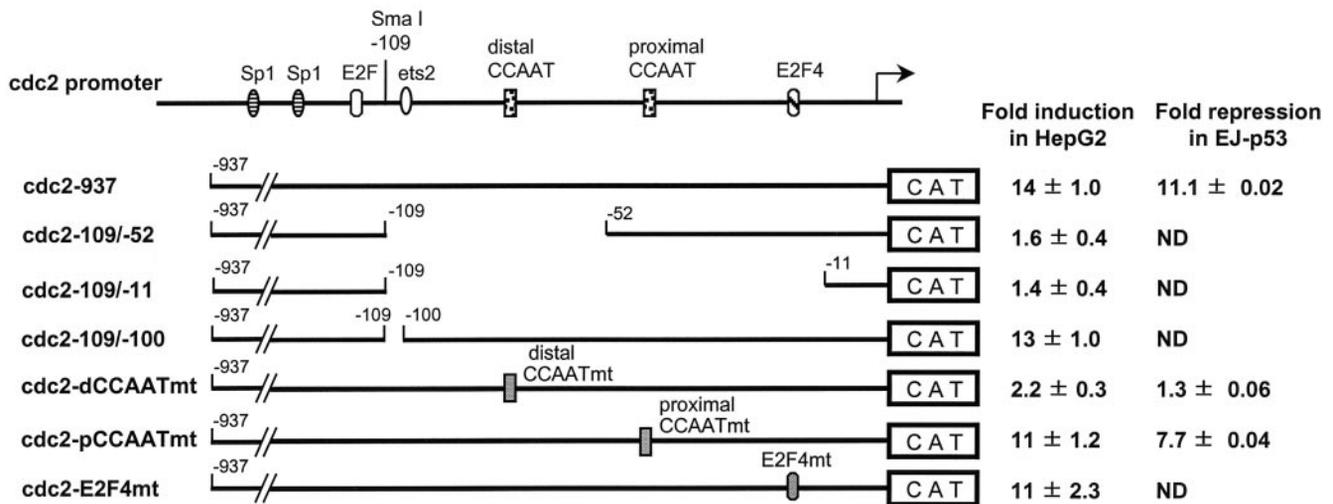 Sma I
-109
distal
CCAAT
proximal
CCAAT
Sp1 Sp1 E2F ets2 E2F4
cdc2 promoter
Fold induction
in HepG2
Fold repression
in EJ-p53
cdc2-937 -937 CAT 14 ± 1.0 11.1 ± 0.02
cdc2-109/-52 -937 -109 -52 CAT 1.6 ± 0.4 ND
cdc2-109/-11 -937 -109 -11 CAT 1.4 ± 0.4 ND
cdc2-109/-100 -937 -109 -100 CAT 13 ± 1.0 ND
distal
CCAATmt
cdc2-dCCAATmt -937 CAT 2.2 ± 0.3 1.3 ± 0.06
proximal
CCAATmt
cdc2-pCCAATmt -937 CAT 11 ± 1.2 7.7 ± 0.04
E2F4mt
cdc2-E2F4mt -937 CAT 11 ± 2.3 ND